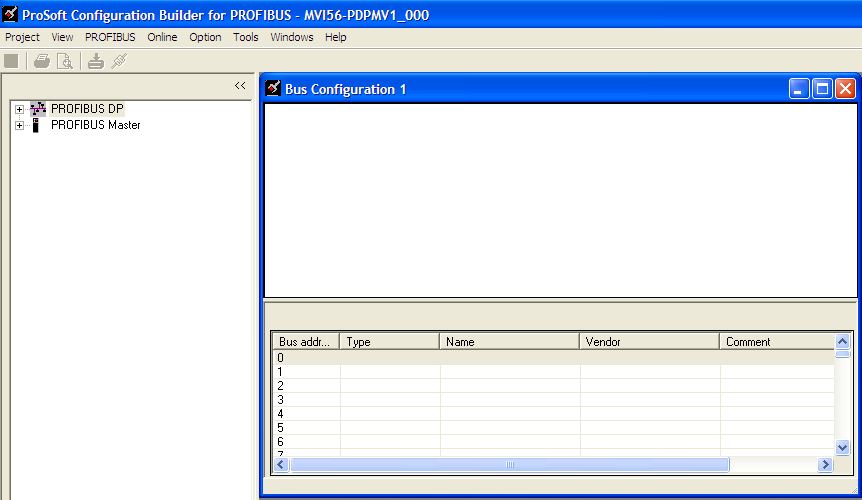 ProSoft Configuration Builder for PROFIBUS - MVI56-PDPMV1_000
Project View PROFIBUS Online Option Tools Windows Help
<<
PROFIBUS DP
PROFIBUS Master
Bus Configuration 1
Bus addr... Type Name Vendor Comment
0
1
2
3
4
5
6
7